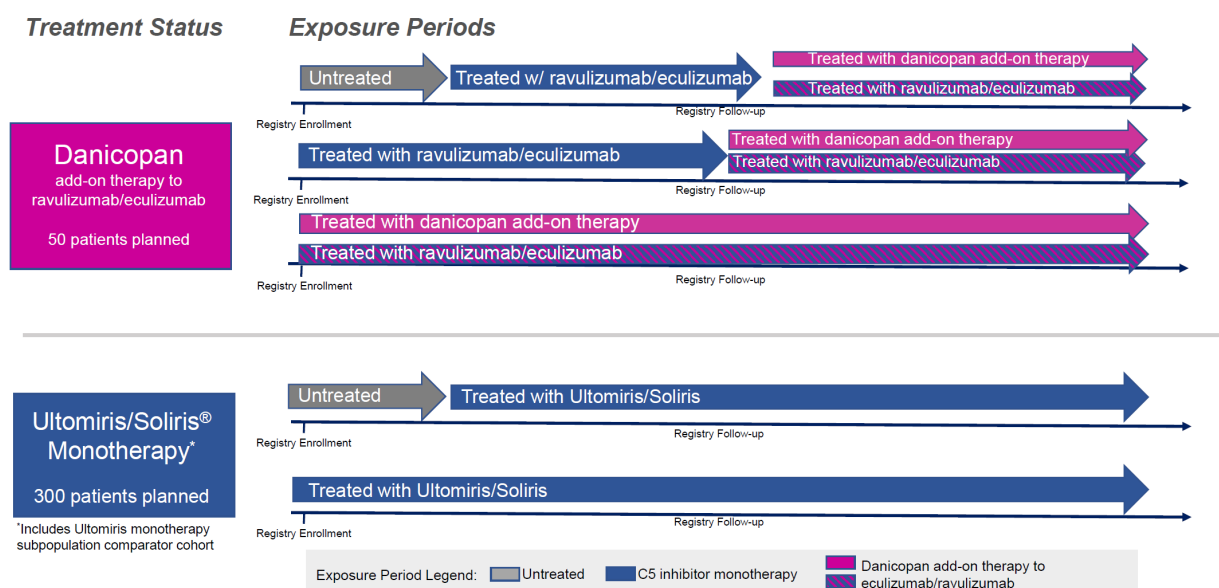 Treatment Status
Exposure Periods
Untreated
Treated w/ ravulizumab/eculizumab
Treated with danicopan add-on therapy
Treated with ravulizumab/eculizumab
Registry Enrollment
Registry Follow-up
Danicopan
add-on therapy to
ravulizumab/eculizumab
50 patients planned
Treated with ravulizumab/eculizumab
Treated with danicopan add-on therapy
Treated with ravulizumab/eculizumab
Registry Enrollment
Registry Follow-up
Treated with danicopan add-on therapy
Treated with ravulizumab/eculizumab
Registry Enrollment
Registry Follow-up
Ultomiris/Soliris®
Monotherapy*
300 patients planned
*Includes Ultomiris monotherapy
subpopulation comparator cohort
Untreated
Treated with Ultomiris/Soliris
Registry Enrollment
Registry Follow-up
Treated with Ultomiris/Soliris
Registry Enrollment
Registry Follow-up
Exposure Period Legend:
Untreated
C5 inhibitor monotherapy
Danicopan add-on therapy to
eculizumab/ravulizumab